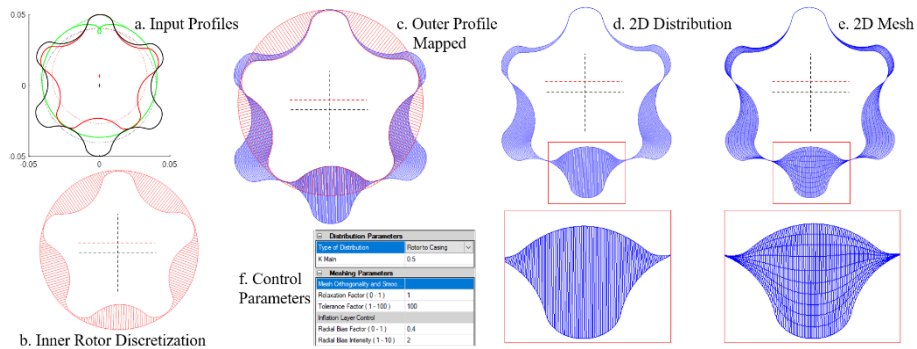 a. Input Profiles
0.05
0
-0.05
-0.05
0
0.05
b. Inner Rotor Discretization
c. Outer Profile
Mapped
d. 2D Distribution
e. 2D Mesh
f. Control
Parameters
Distribution Parameters
Type of Distribution Rotor to Casing
K Main 0.5
Meshing Parameters
Mesh Orthogonality and Smoo
Relaxation Factor ( 0 - 1 ) 1
Tolerance Factor ( 1 - 100 ) 100
Inflation Layer Control
Radial Bias Factor ( 0 - 1 ) 0.4
Radial Bias Intensity ( 1 - 10 ) 2